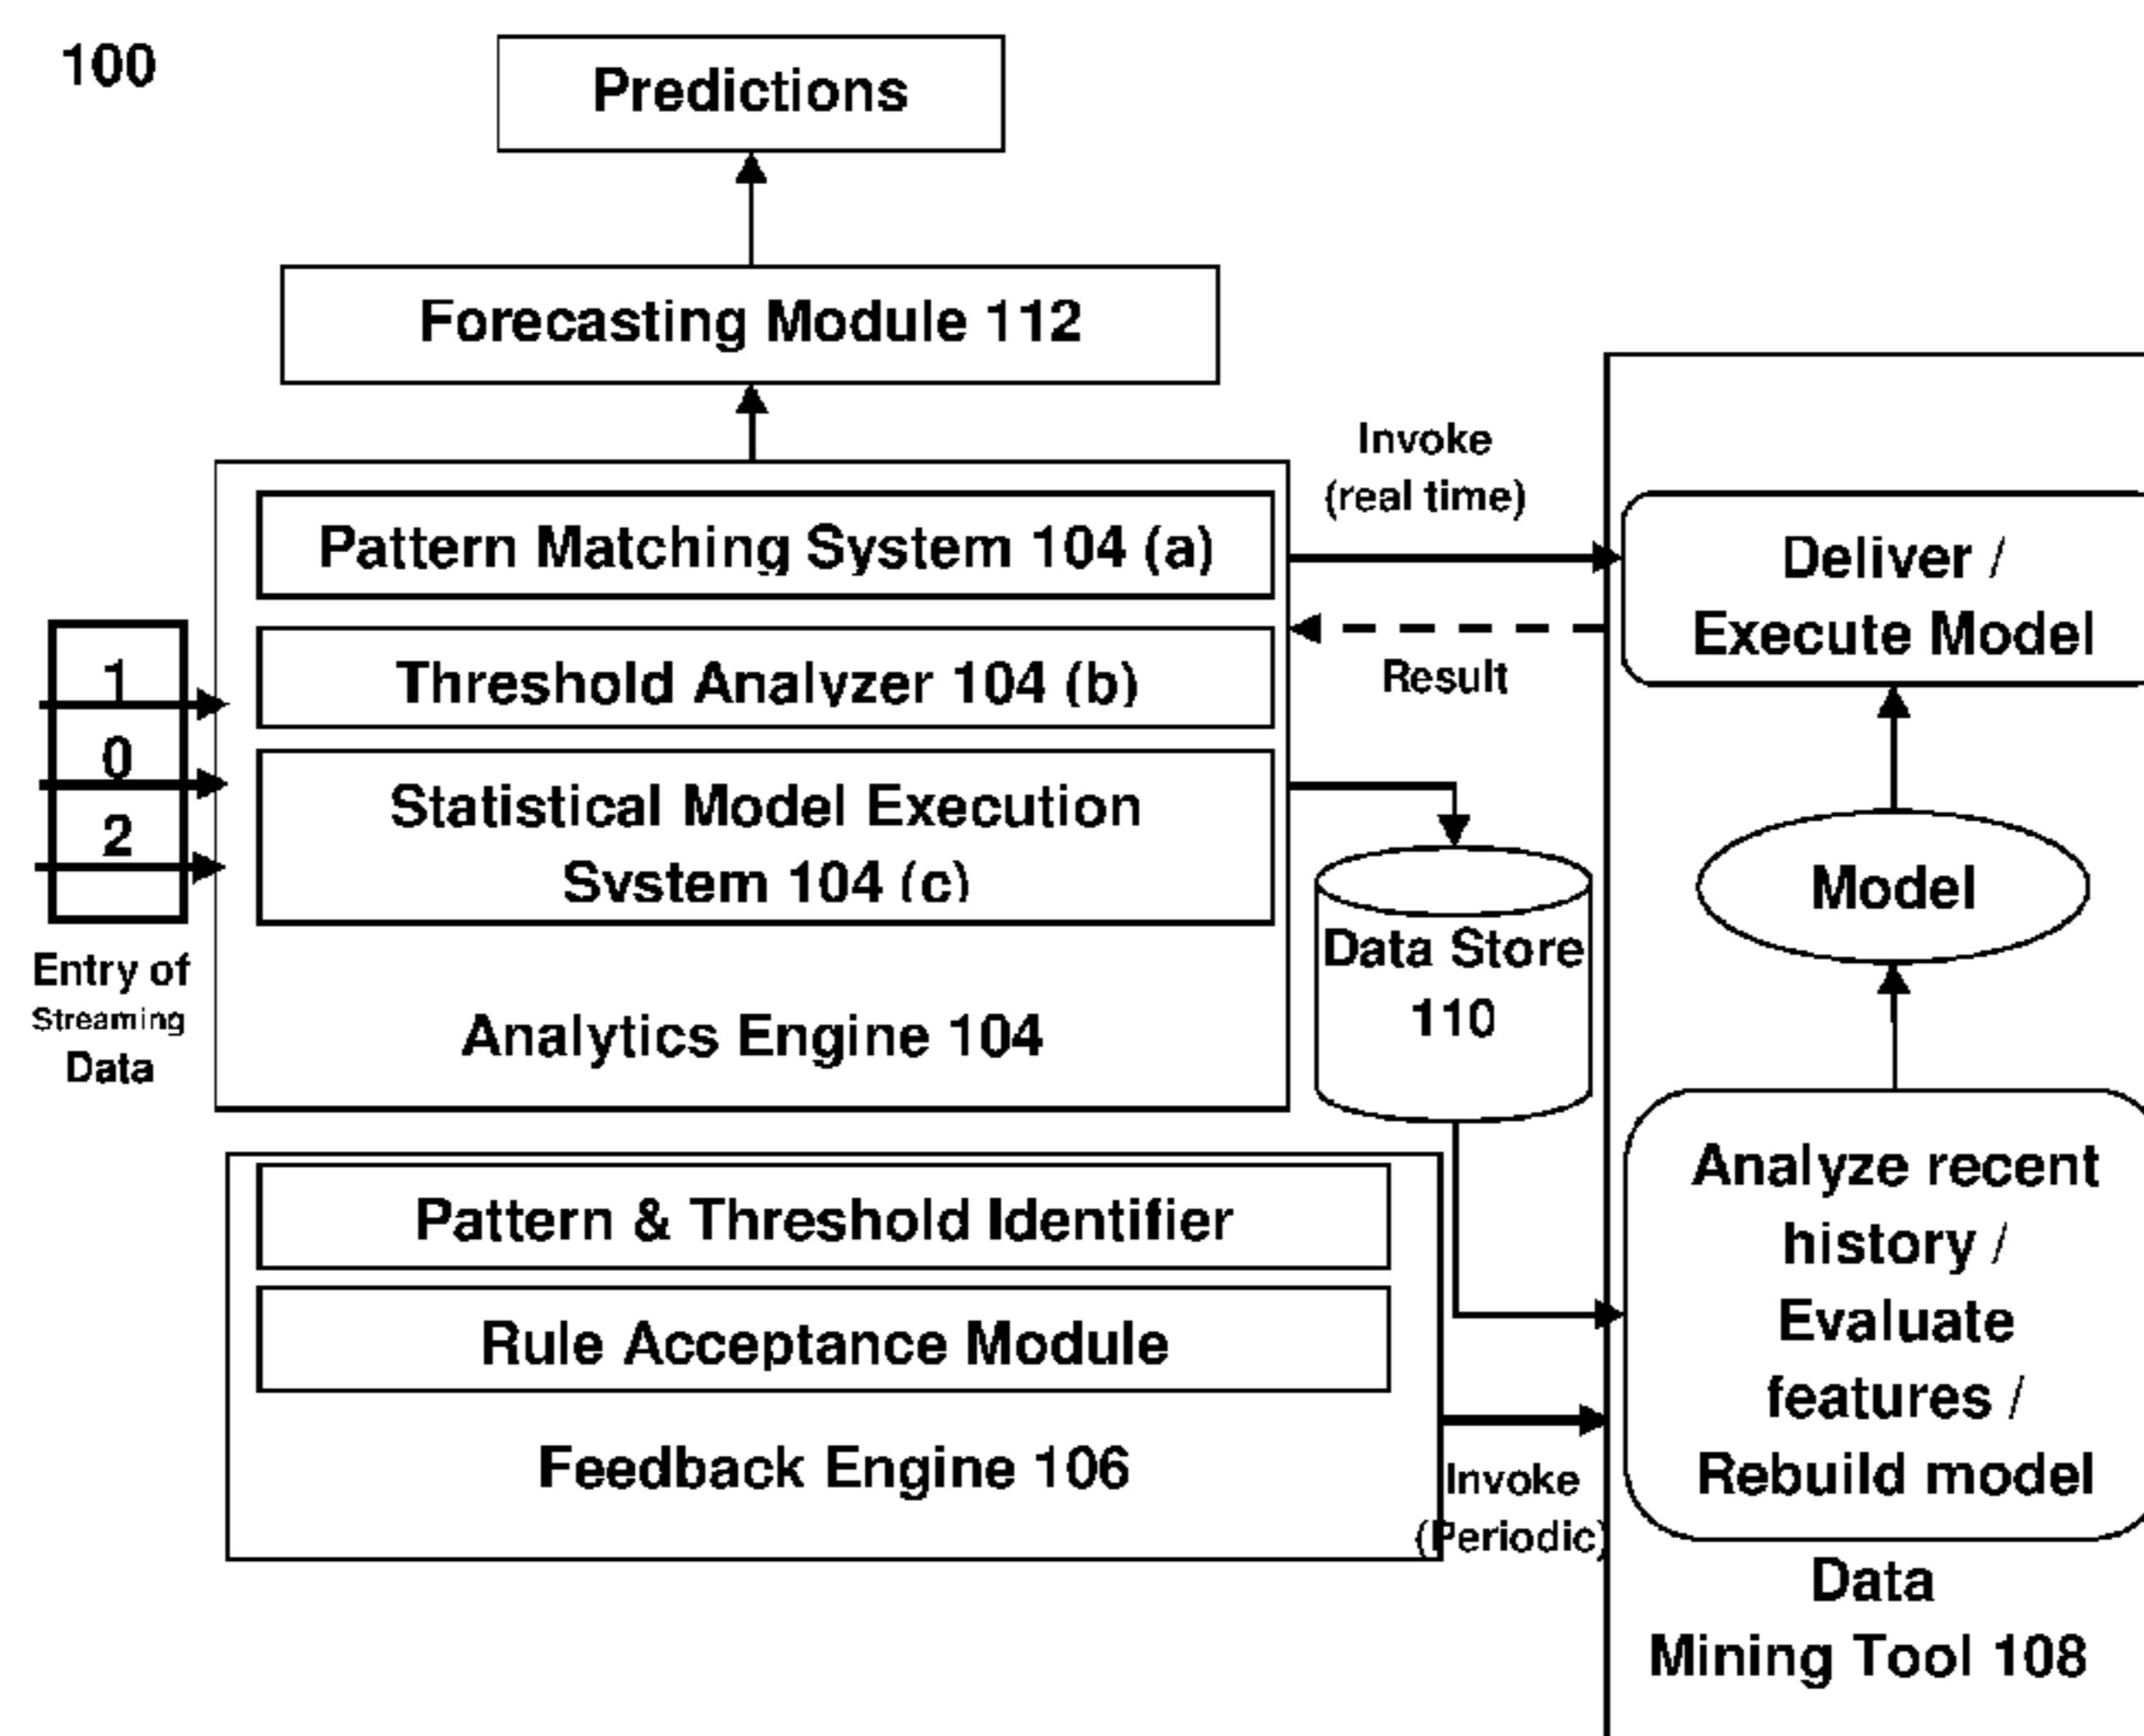 100
Predictions
Forecasting Module 112
Invoke
(real time)
Pattern Matching System 104 (a)
Deliver /
Execute Model
Threshold Analyzer 104 (b)
Result
1
0
2
Statistical Model Execution
System 104 (c)
Model
Data Store
110
Entry of
Streaming
Data
Analytics Engine 104
Pattern & Threshold Identifier
Rule Acceptance Module
Feedback Engine 106
Analyze recent
history /
Evaluate
features /
Rebuild model
Invoke
(Periodic)
Data
Mining Tool 108